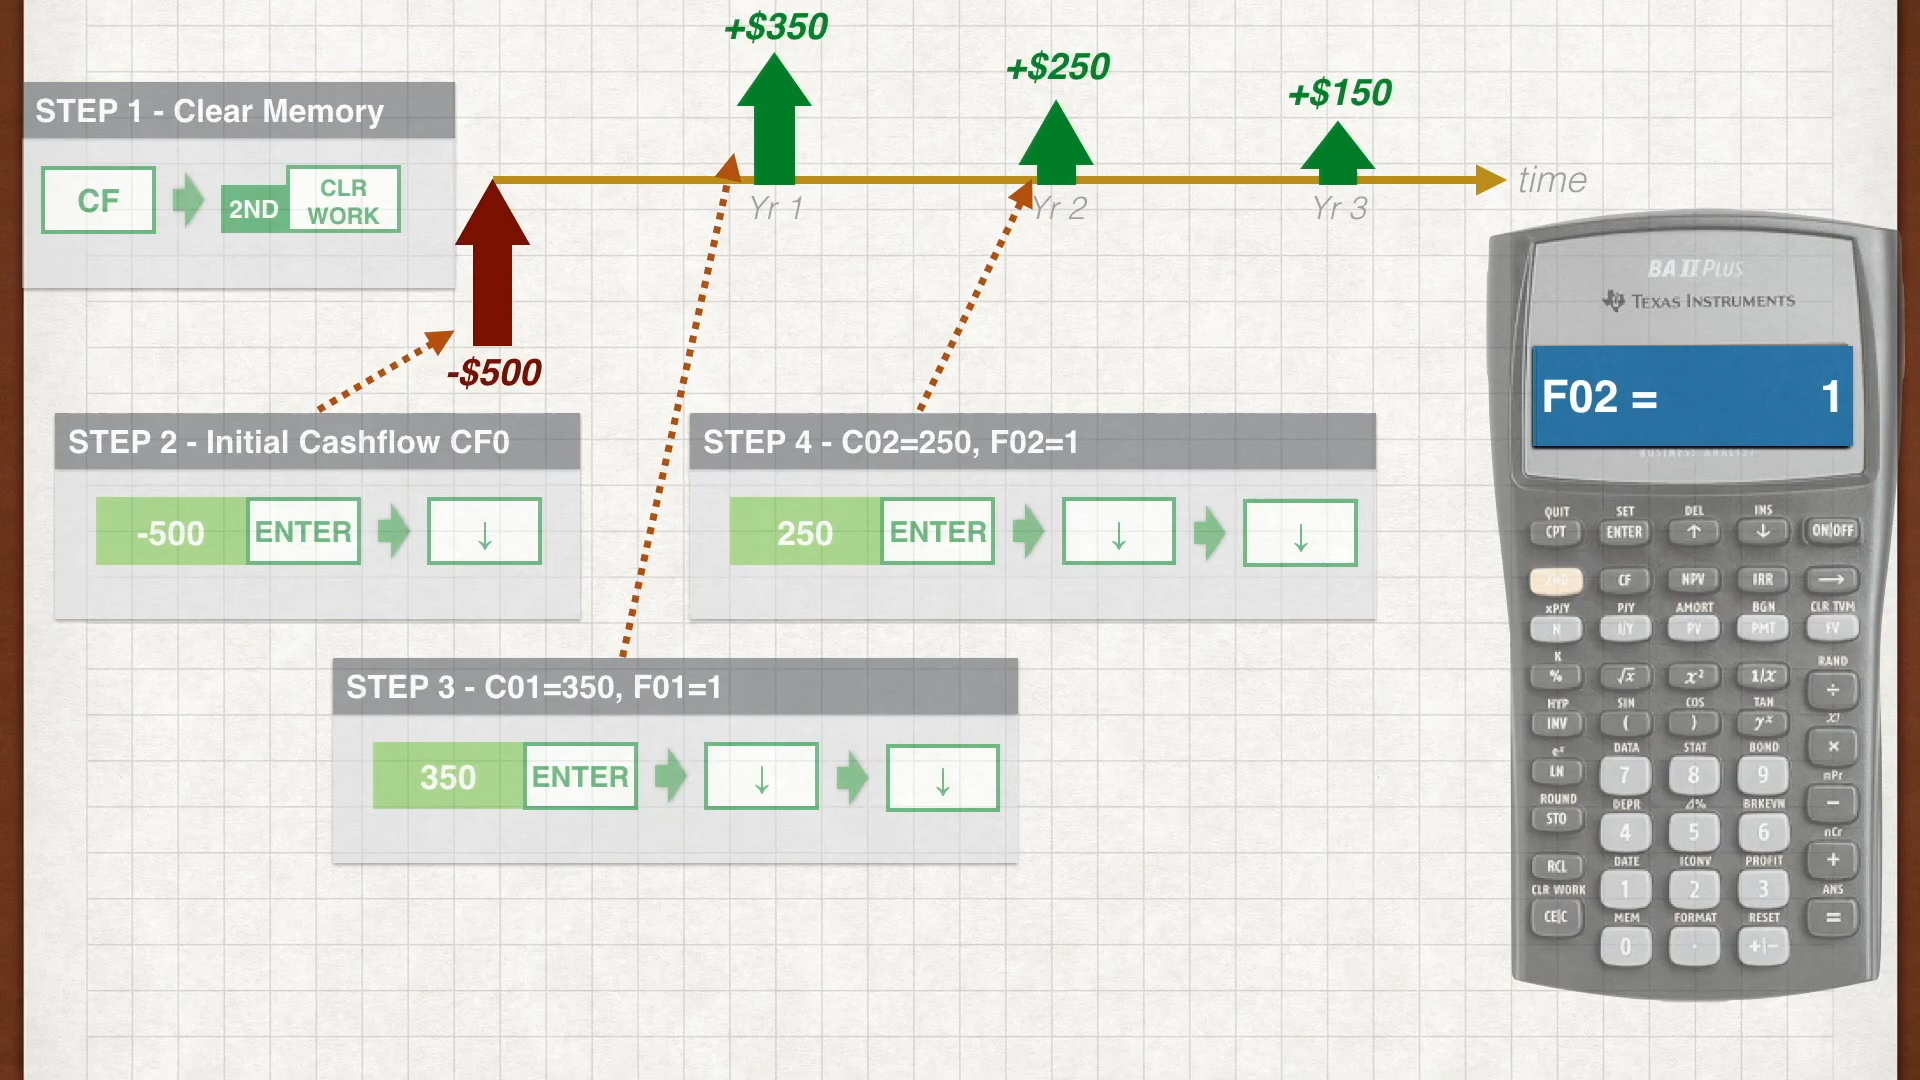 +$350
+$250
+$150
STEP 1 - Clear Memory
CF
2ND
CLR
WORK
time
Yr 1
Yr 2
Yr 3
-$500
BA II PLUS
TEXAS INSTRUMENTS
F02 = 1
BUSINESS ANALYST
STEP 2 - Initial Cashflow CF0
-500 ENTER ↓
STEP 4 - C02=250, F02=1
250 ENTER ↓ ↓
STEP 3 - C01=350, F01=1
350 ENTER ↓ ↓
QUIT SET DEL INS
CPT ENTER ↑ ↓ ON|OFF
2ND CF NPV IRR →
xP/Y P/Y AMORT BGN CLR TVM
N I/Y PV PMT FV
K RAND
% √x x² 1/x ÷
HYP SIN COS TAN x!
INV ( ) yˣ ×
eˣ DATA STAT BOND nPr
LN 7 8 9 −
ROUND DEPR Δ% BRKEVN nCr
STO 4 5 6 +
DATE ICONV PROFIT ANS
RCL 1 2 3 =
CLR WORK MEM FORMAT RESET
CE|C 0 . +|−